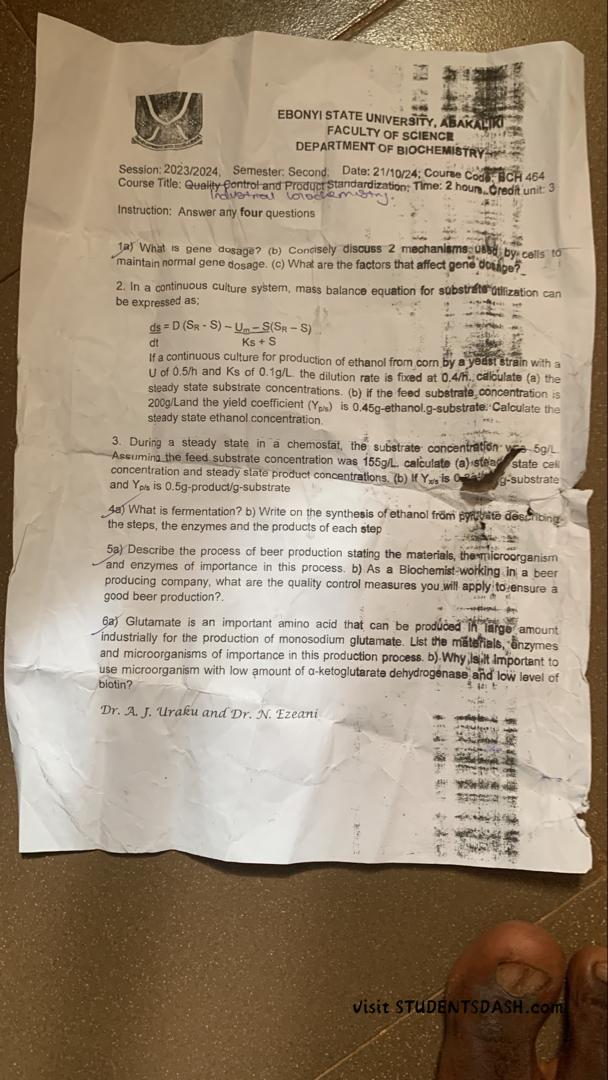 EBONYI STATE UNIVERSITY, ABAKALIKI
FACULTY OF SCIENCE
DEPARTMENT OF BIOCHEMISTRY
Session: 2023/2024, Semester: Second, Date: 21/10/24; Course Code: BCH 464
Course Title: Quality Control and Product Standardization; Time: 2 hours. Credit unit: 3
Industrial biochemistry.
Instruction: Answer any four questions
1a) What is gene dosage? (b) Concisely discuss 2 mechanisms used by cells to
maintain normal gene dosage. (c) What are the factors that affect gene dosage?
2. In a continuous culture system, mass balance equation for substrate utilization can
be expressed as;
ds = D (SR - S) – Um – S(SR – S)
dt Ks + S
If a continuous culture for production of ethanol from corn by a yeast strain with a
U of 0.5/h and Ks of 0.1g/L. the dilution rate is fixed at 0.4/h. calculate (a) the
steady state substrate concentrations. (b) if the feed substrate concentration is
200g/Land the yield coefficient (Yp/s) is 0.45g-ethanol.g-substrate. Calculate the
steady state ethanol concentration.
3. During a steady state in a chemostat, the substrate concentration was 5g/L.
Assuming the feed substrate concentration was 155g/L. calculate (a) steady state cell
concentration and steady state product concentrations. (b) If Yx/s is g-substrate
and Yp/s is 0.5g-product/g-substrate
4a) What is fermentation? b) Write on the synthesis of ethanol from pyruvate describing
the steps, the enzymes and the products of each step
5a) Describe the process of beer production stating the materials, the microorganism
and enzymes of importance in this process. b) As a Biochemist working in a beer
producing company, what are the quality control measures you will apply to ensure a
good beer production?.
6a) Glutamate is an important amino acid that can be produced in large amount
industrially for the production of monosodium glutamate. List the materials, enzymes
and microorganisms of importance in this production process. b) Why is it important to
use microorganism with low amount of α-ketoglutarate dehydrogenase and low level of
biotin?
Dr. A. J. Uraku and Dr. N. Ezeani
visit STUDENTSDASH.com